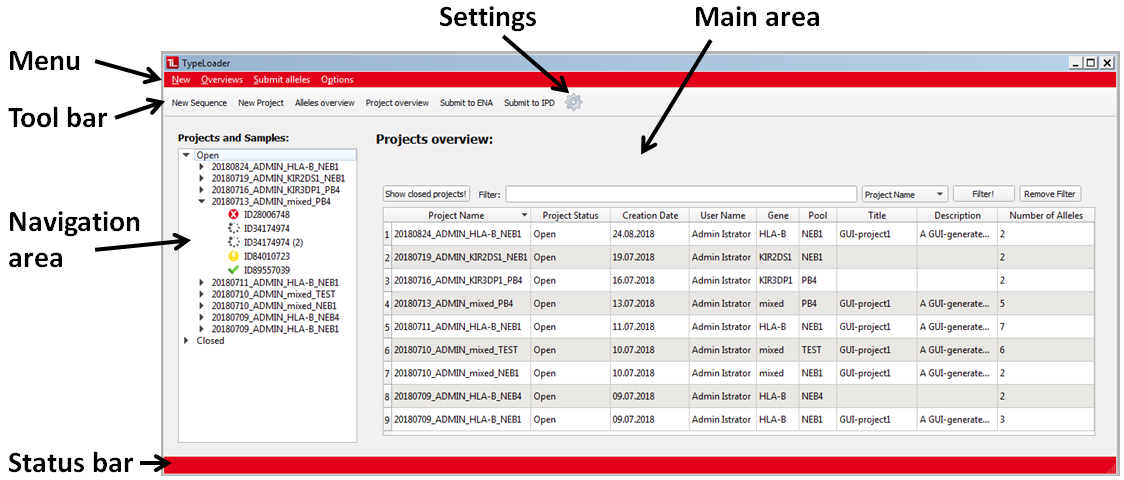 Settings
Main area
Menu
Tool bar
Navigation
area
Status bar
TL TypeLoader
New Overviews Submit alleles Options
New Sequence New Project Alleles overview Project overview Submit to ENA Submit to IPD
Projects and Samples:
Open
20180824_ADMIN_HLA-B_NEB1
20180719_ADMIN_KIR2DS1_NEB1
20180716_ADMIN_KIR3DP1_PB4
20180713_ADMIN_mixed_PB4
ID28006748
ID34174974
ID34174974 (2)
ID84010723
ID89557039
20180711_ADMIN_HLA-B_NEB1
20180710_ADMIN_mixed_TEST
20180710_ADMIN_mixed_NEB1
20180709_ADMIN_HLA-B_NEB4
20180709_ADMIN_HLA-B_NEB1
Closed
Projects overview:
Show closed projects! Filter: Project Name Filter! Remove Filter
Project Name Project Status Creation Date User Name Gene Pool Title Description Number of Alleles
1 20180824_ADMIN_HLA-B_NEB1 Open 24.08.2018 Admin Istrator HLA-B NEB1 GUI-project1 A GUI-generate... 2
2 20180719_ADMIN_KIR2DS1_NEB1 Open 19.07.2018 Admin Istrator KIR2DS1 NEB1 2
3 20180716_ADMIN_KIR3DP1_PB4 Open 16.07.2018 Admin Istrator KIR3DP1 PB4 2
4 20180713_ADMIN_mixed_PB4 Open 13.07.2018 Admin Istrator mixed PB4 GUI-project1 A GUI-generate... 5
5 20180711_ADMIN_HLA-B_NEB1 Open 11.07.2018 Admin Istrator HLA-B NEB1 GUI-project1 A GUI-generate... 7
6 20180710_ADMIN_mixed_TEST Open 10.07.2018 Admin Istrator mixed TEST GUI-project1 A GUI-generate... 6
7 20180710_ADMIN_mixed_NEB1 Open 10.07.2018 Admin Istrator mixed NEB1 GUI-project1 A GUI-generate... 2
8 20180709_ADMIN_HLA-B_NEB4 Open 09.07.2018 Admin Istrator HLA-B NEB4 2
9 20180709_ADMIN_HLA-B_NEB1 Open 09.07.2018 Admin Istrator HLA-B NEB1 GUI-project1 A GUI-generate... 3